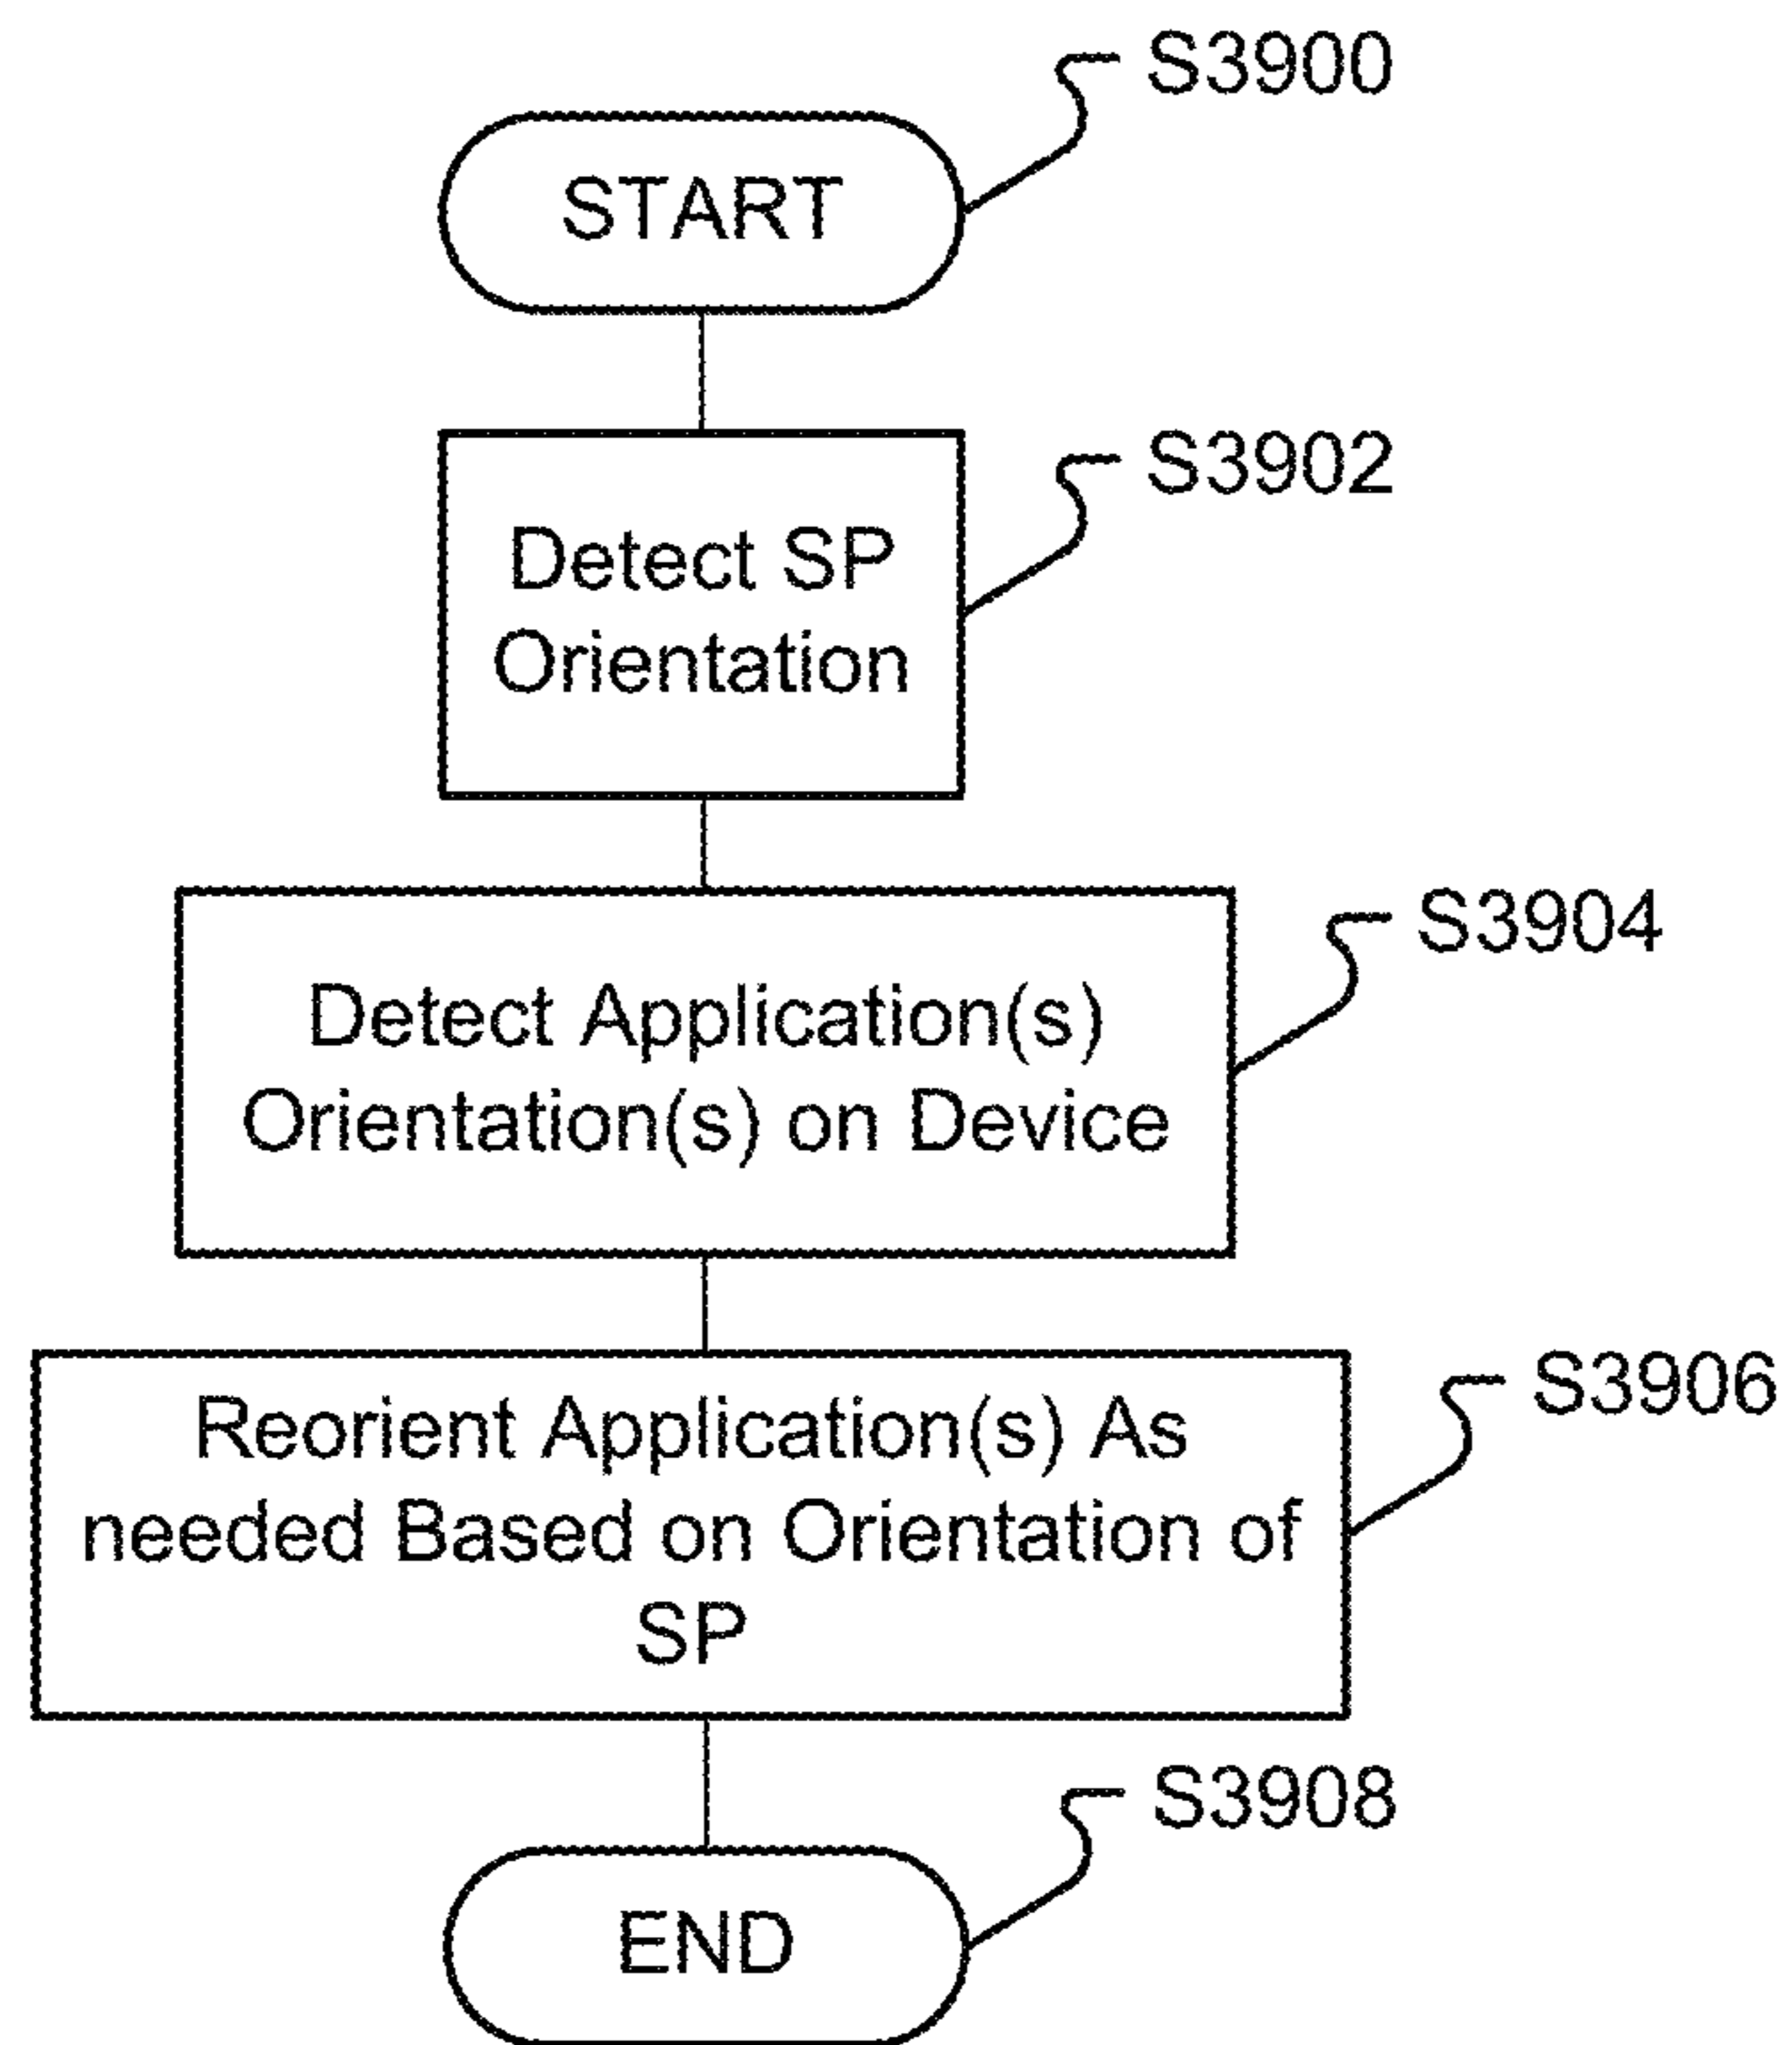 S3900
START
S3902
Detect SP
Orientation
S3904
Detect Application(s)
Orientation(s) on Device
S3906
Reorient Application(s) As
needed Based on Orientation of
SP
S3908
END